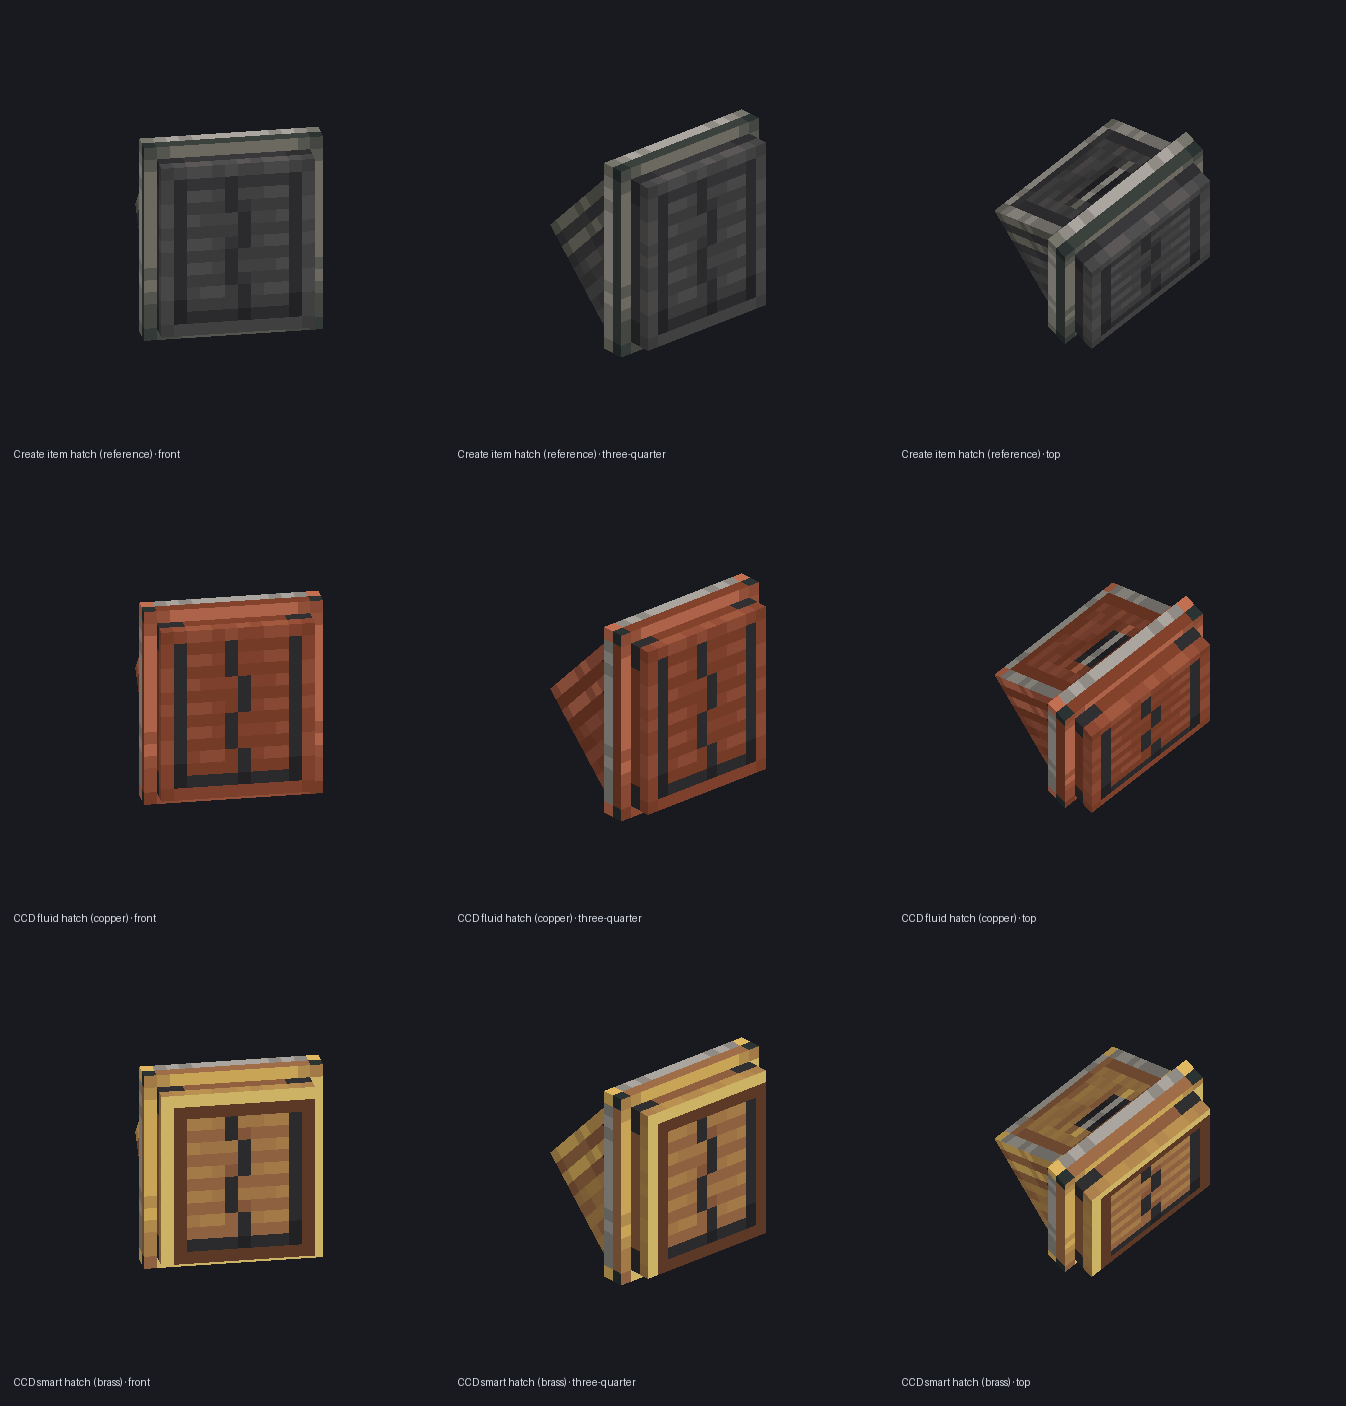 Create item hatch (reference) · front
Create item hatch (reference) · three-quarter
Create item hatch (reference) · top
CCD fluid hatch (copper) · front
CCD fluid hatch (copper) · three-quarter
CCD fluid hatch (copper) · top
CCD smart hatch (brass) · front
CCD smart hatch (brass) · three-quarter
CCD smart hatch (brass) · top